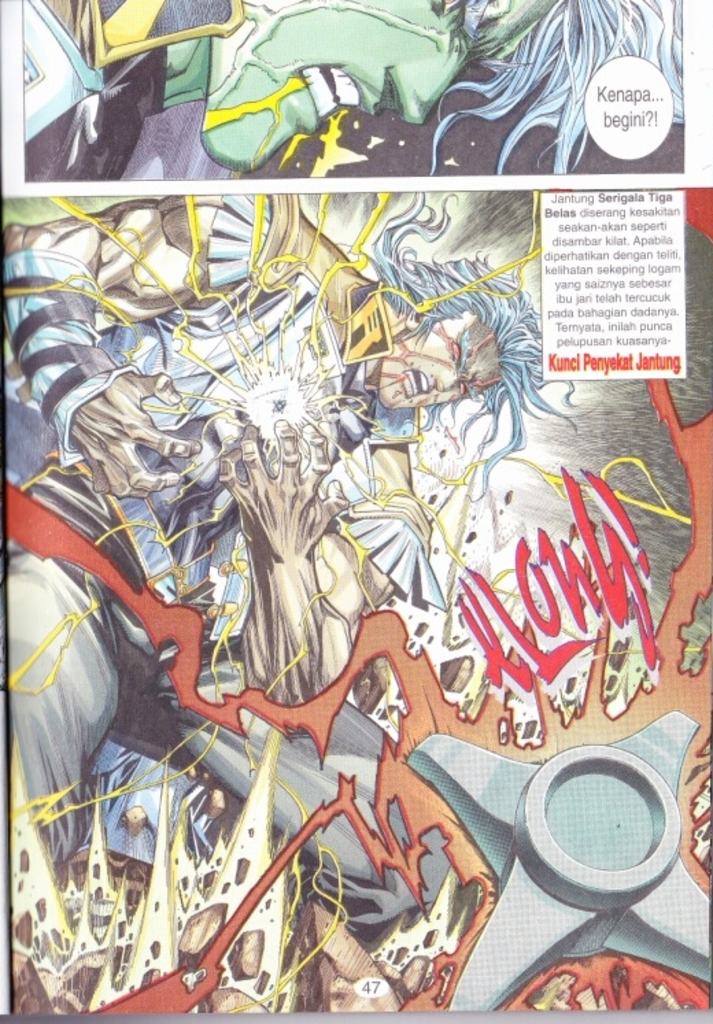 Kenapa...
begini?!
Jantung Serigala Tiga
Belas diserang kesakitan
seakan-akan seperti
disambar kilat. Apabila
diperhatikan dengan teliti,
kelihatan sekeping logam
yang saiznya sebesar
ibu jari telah tercucuk
pada bahagian dadanya.
Ternyata, inilah punca
pelupusan kuasanya-
Kunci Penyekat Jantung
47